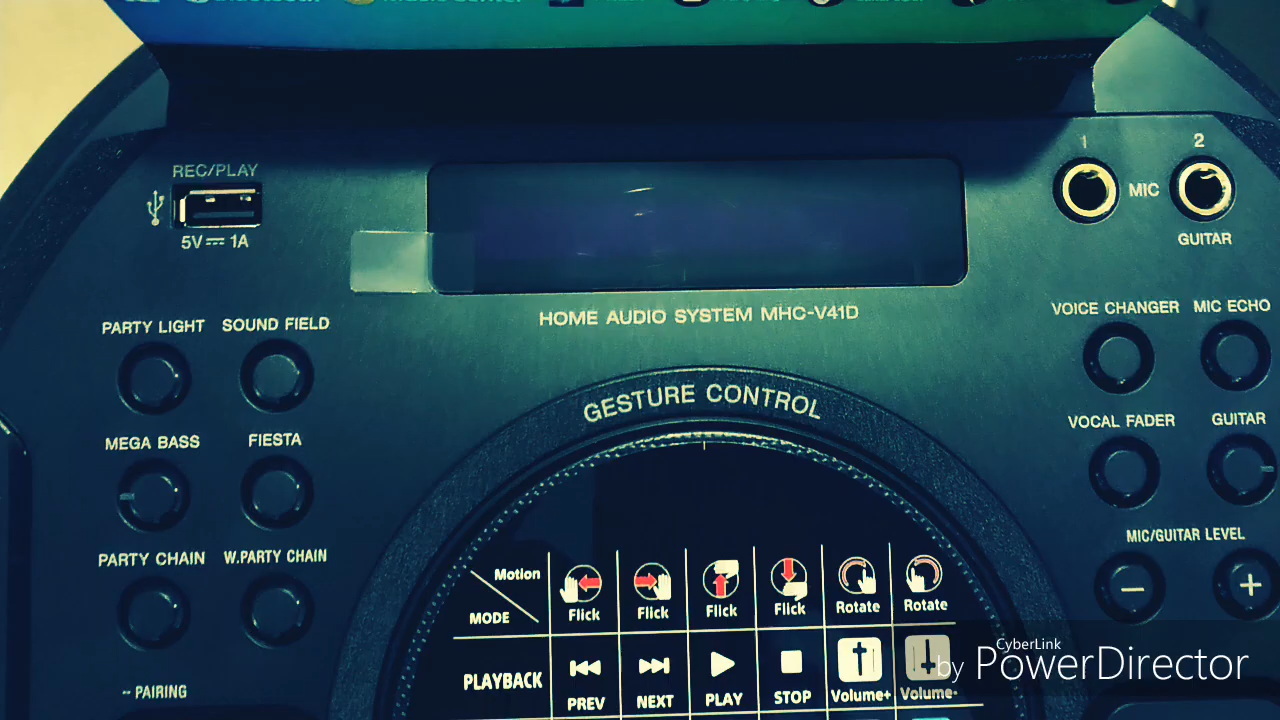 REC/PLAY
5V 1A
1 2
MIC
GUITAR
HOME AUDIO SYSTEM MHC-V41D
PARTY LIGHT SOUND FIELD
VOICE CHANGER MIC ECHO
GESTURE CONTROL
MEGA BASS FIESTA
VOCAL FADER GUITAR
PARTY CHAIN W.PARTY CHAIN
MIC/GUITAR LEVEL
- +
Motion
MODE
Flick Flick Flick Flick Rotate Rotate
PLAYBACK
PREV NEXT PLAY STOP Volume+ Volume-
-- PAIRING
CyberLink
by PowerDirector